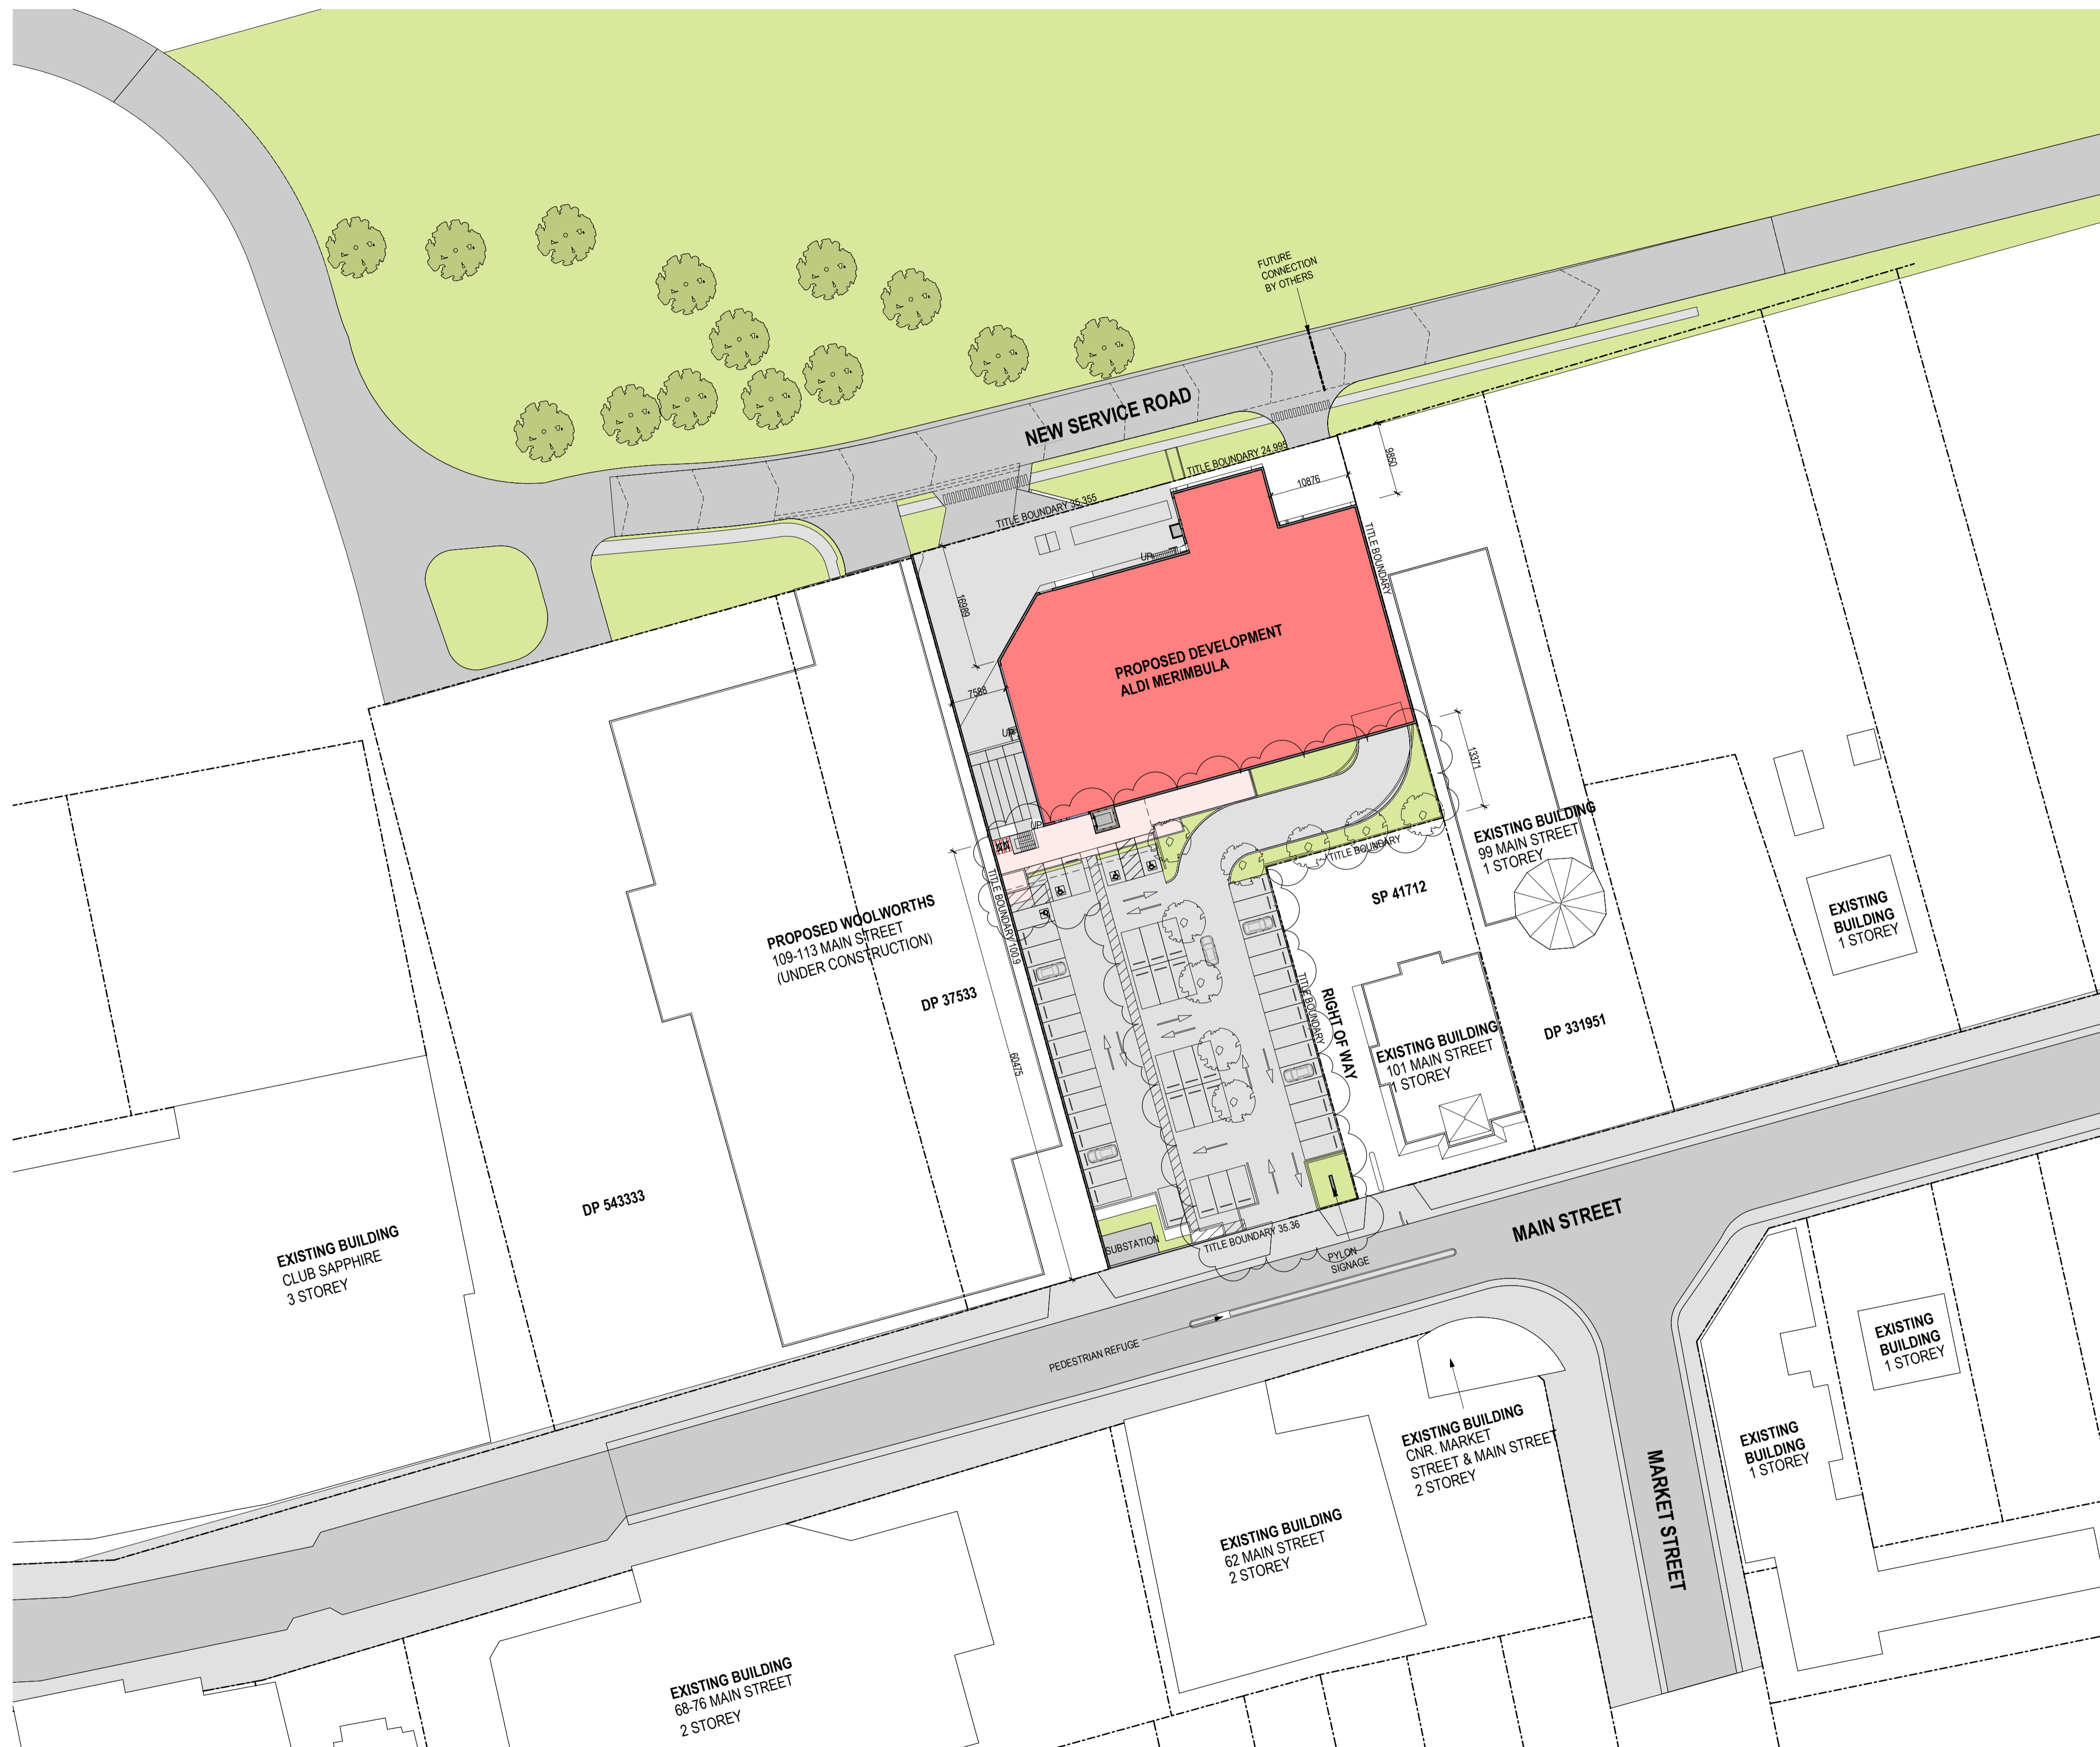 FUTURE
CONNECTION
BY OTHERS
NEW SERVICE ROAD
TITLE BOUNDARY 24.995
TITLE BOUNDARY 35.355
9850
10876
TITLE BOUNDARY
UP
16989
PROPOSED DEVELOPMENT
ALDI MERIMBULA
7588
UP
13371
UP
EXISTING BUILDING
99 MAIN STREET
1 STOREY
TITLE BOUNDARY
SP 41712
TITLE BOUNDARY 100.9
PROPOSED WOOLWORTHS
109-113 MAIN STREET
(UNDER CONSTRUCTION)
DP 37533
EXISTING
BUILDING
1 STOREY
TITLE BOUNDARY
RIGHT OF WAY
EXISTING BUILDING
101 MAIN STREET
1 STOREY
DP 331951
60475
DP 543333
EXISTING BUILDING
CLUB SAPPHIRE
3 STOREY
SUBSTATION
TITLE BOUNDARY 35.36
PYLON
SIGNAGE
MAIN STREET
PEDESTRIAN REFUGE
EXISTING
BUILDING
1 STOREY
EXISTING BUILDING
CNR. MARKET
STREET & MAIN STREET
2 STOREY
EXISTING
BUILDING
1 STOREY
MARKET STREET
EXISTING BUILDING
62 MAIN STREET
2 STOREY
EXISTING BUILDING
68-76 MAIN STREET
2 STOREY